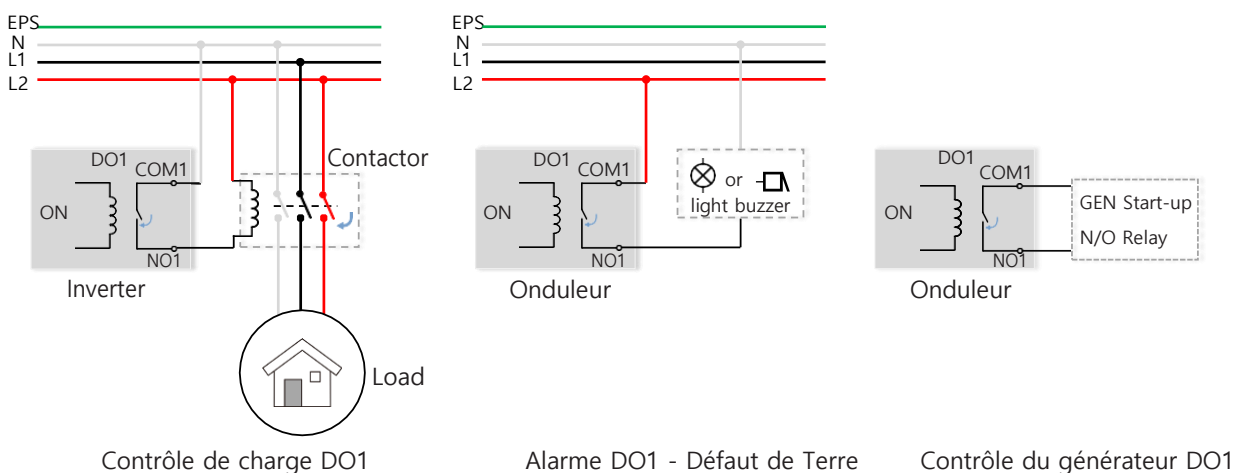 EPS
N
L1
L2
DO1
COM1
ON
NO1
Inverter
Contactor
Load
Contrôle de charge DO1
EPS
N
L1
L2
DO1
COM1
ON
NO1
Onduleur
or
light buzzer
Alarme DO1 - Défaut de Terre
DO1
COM1
ON
NO1
Onduleur
GEN Start-up
N/O Relay
Contrôle du générateur DO1